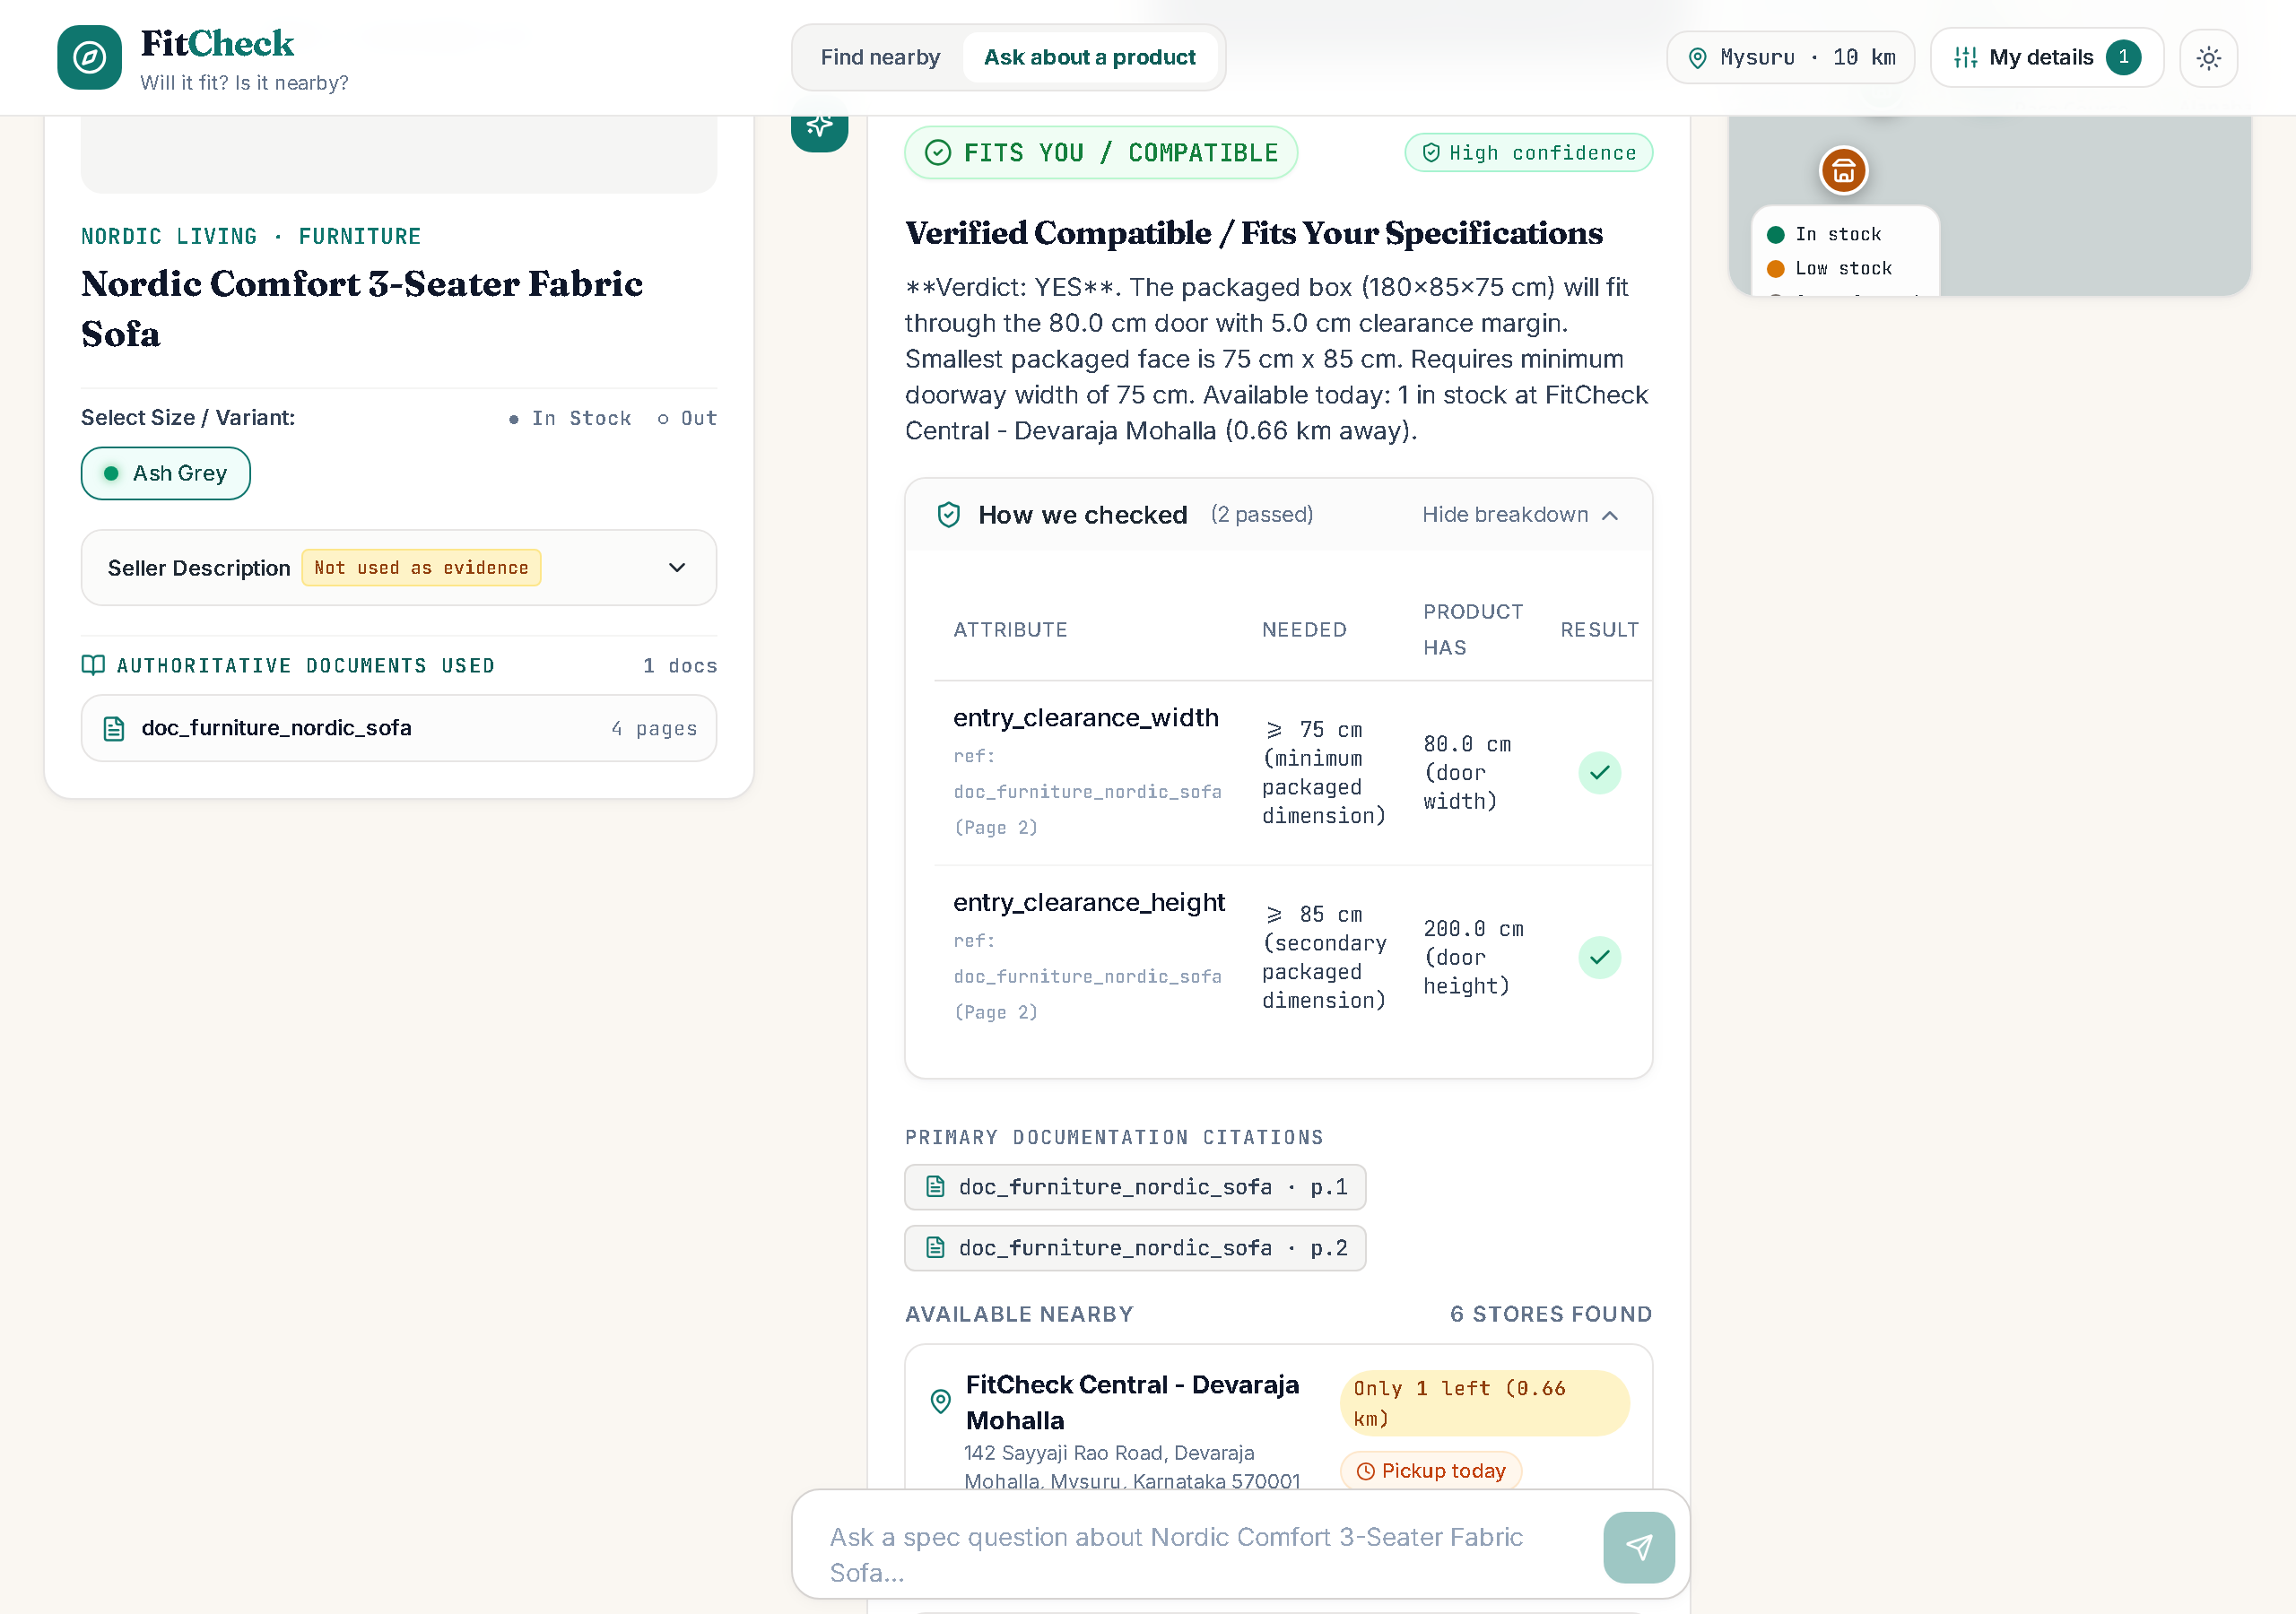 FitCheck
Will it fit? Is it nearby?
Find nearby
Ask about a product
Mysuru · 10 km
My details 1
NORDIC LIVING · FURNITURE
Nordic Comfort 3-Seater Fabric
Sofa
Select Size / Variant:
In Stock
Out
Ash Grey
Seller Description
Not used as evidence
AUTHORITATIVE DOCUMENTS USED
1 docs
doc_furniture_nordic_sofa
4 pages
FITS YOU / COMPATIBLE
High confidence
Verified Compatible / Fits Your Specifications
**Verdict: YES**. The packaged box (180×85×75 cm) will fit
through the 80.0 cm door with 5.0 cm clearance margin.
Smallest packaged face is 75 cm x 85 cm. Requires minimum
doorway width of 75 cm. Available today: 1 in stock at FitCheck
Central - Devaraja Mohalla (0.66 km away).
How we checked
(2 passed)
Hide breakdown
ATTRIBUTE
NEEDED
PRODUCT
HAS
RESULT
entry_clearance_width
ref:
doc_furniture_nordic_sofa
(Page 2)
⩾ 75 cm
(minimum
packaged
dimension)
80.0 cm
(door
width)
entry_clearance_height
ref:
doc_furniture_nordic_sofa
(Page 2)
⩾ 85 cm
(secondary
packaged
dimension)
200.0 cm
(door
height)
PRIMARY DOCUMENTATION CITATIONS
doc_furniture_nordic_sofa · p.1
doc_furniture_nordic_sofa · p.2
AVAILABLE NEARBY
6 STORES FOUND
FitCheck Central - Devaraja
Mohalla
142 Sayyaji Rao Road, Devaraja
Mohalla, Mysuru, Karnataka 570001
Only 1 left (0.66
km)
Pickup today
Ask a spec question about Nordic Comfort 3-Seater Fabric
Sofa...
In stock
Low stock